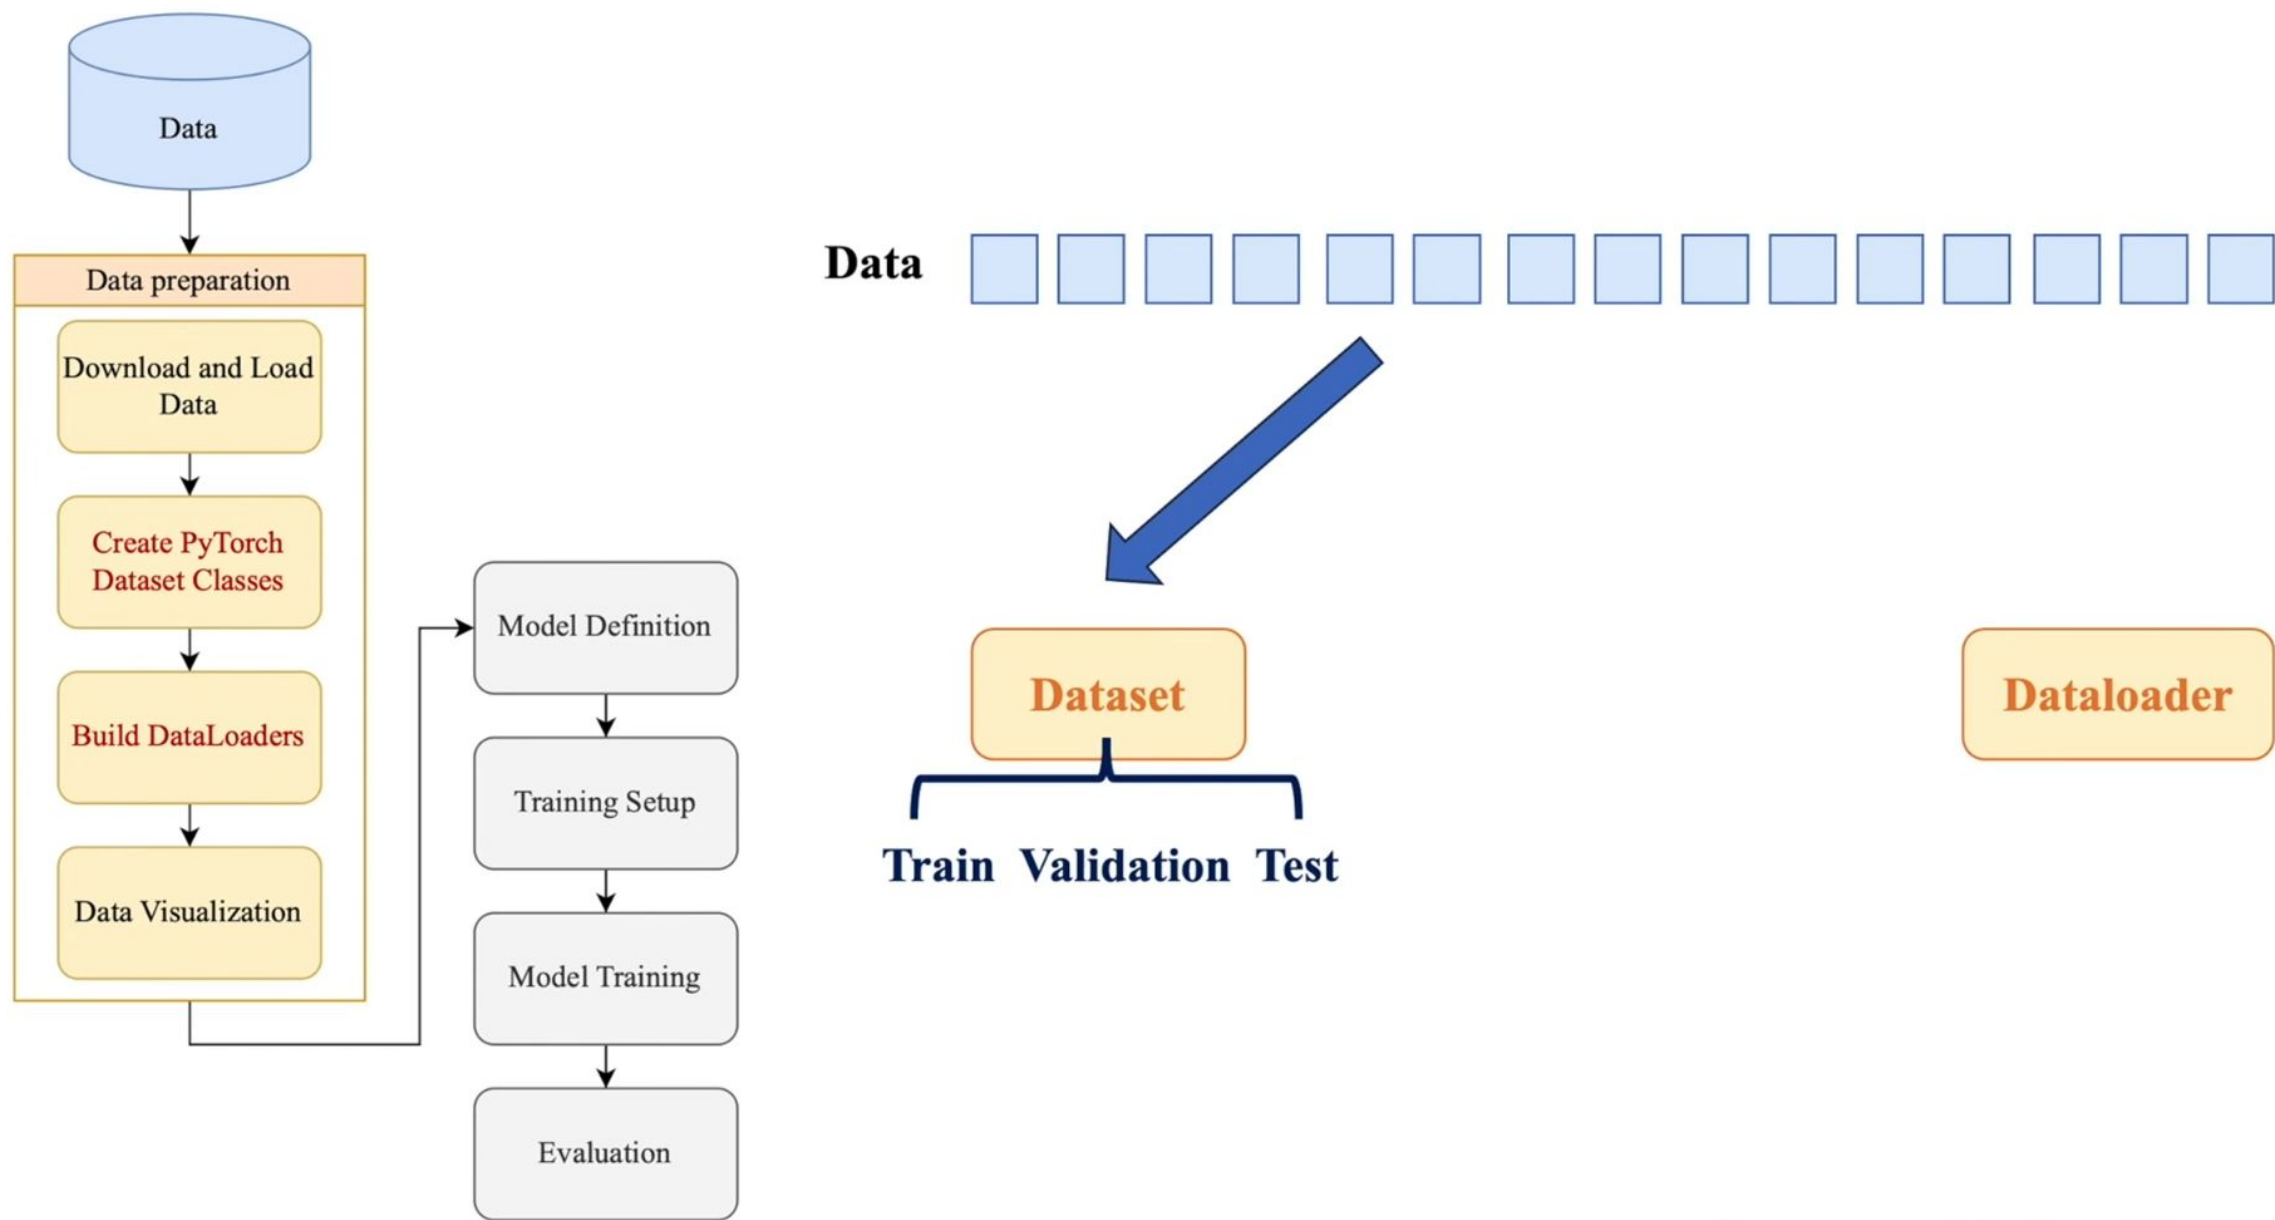 Data
Data preparation
Download and Load
Data
Create PyTorch
Dataset Classes
Build DataLoaders
Data Visualization
Model Definition
Training Setup
Model Training
Evaluation
Data
Dataset
Train Validation Test
Dataloader